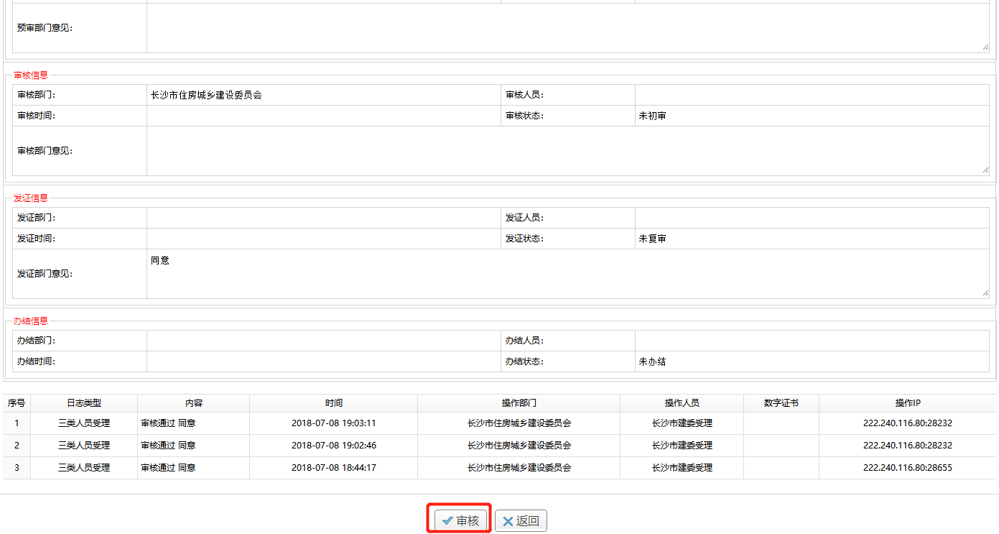 预审部门意见:
审核信息
审核部门: 长沙市住房城乡建设委员会 审核人员:
审核时间: 审核状态: 未初审
审核部门意见:
发证信息
发证部门: 发证人员:
发证时间: 发证状态: 未复审
同意
发证部门意见:
办结信息
办结部门: 办结人员:
办结时间: 办结状态: 未办结
序号 日志类型 内容 时间 操作部门 操作人员 数字证书 操作IP
1 三类人员受理 审核通过 同意 2018-07-08 19:03:11 长沙市住房城乡建设委员会 长沙市建委受理 222.240.116.80:28232
2 三类人员受理 审核通过 同意 2018-07-08 19:02:46 长沙市住房城乡建设委员会 长沙市建委受理 222.240.116.80:28232
3 三类人员受理 审核通过 同意 2018-07-08 18:44:17 长沙市住房城乡建设委员会 长沙市建委受理 222.240.116.80:28655
审核 返回